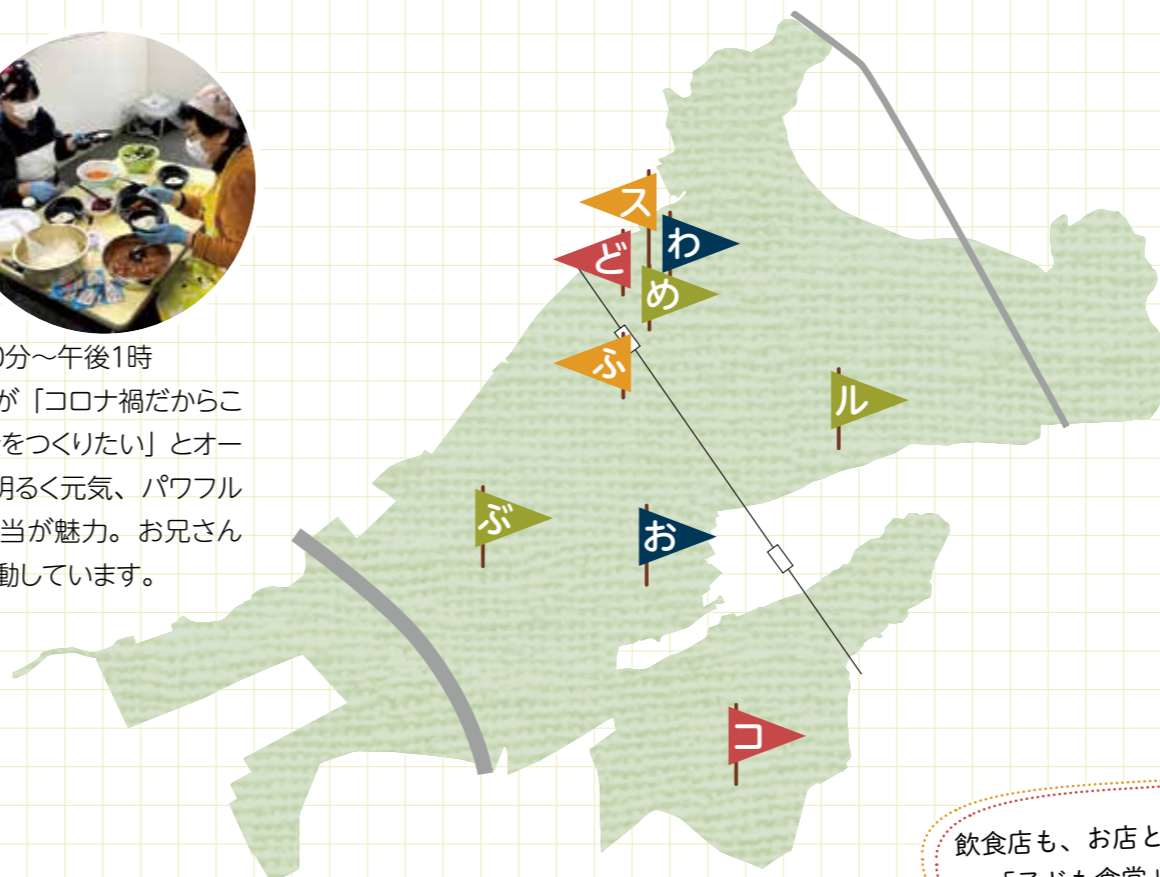 ス
わ
ど
め
0分～午後1時
ふ
が「コロナ禍だからこ
ル
をつくりたい」とオー
明るく元気、パワフル
ぶ
当が魅力。お兄さん
お
動しています。
コ
飲食店も、お店と